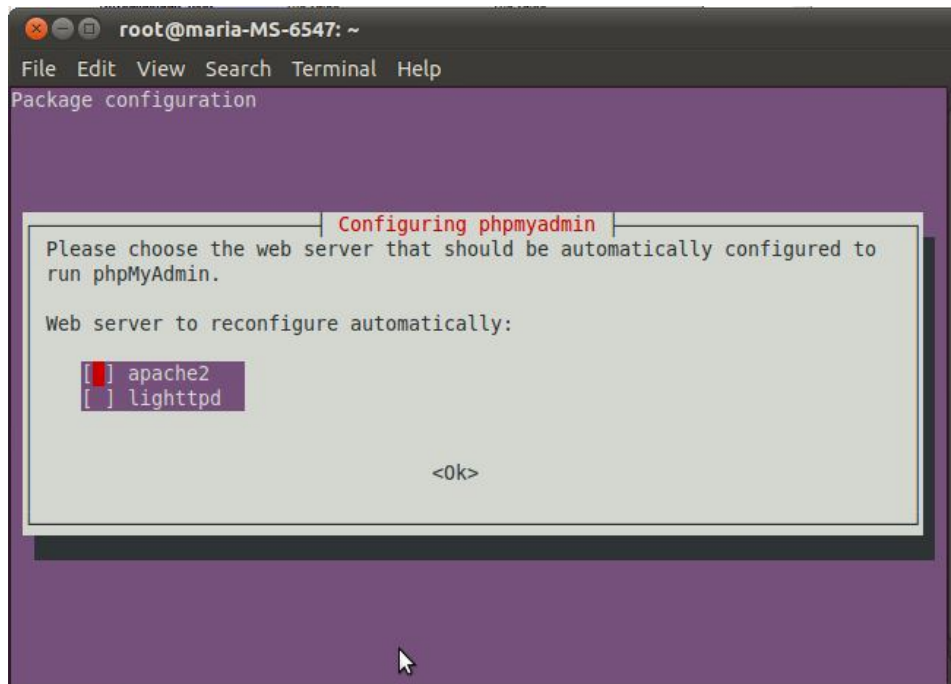 root@maria-MS-6547: ~
File Edit View Search Terminal Help
Package configuration
Configuring phpmyadmin
Please choose the web server that should be automatically configured to
run phpMyAdmin.
Web server to reconfigure automatically:
[ ] apache2
[ ] lighttpd
<Ok>